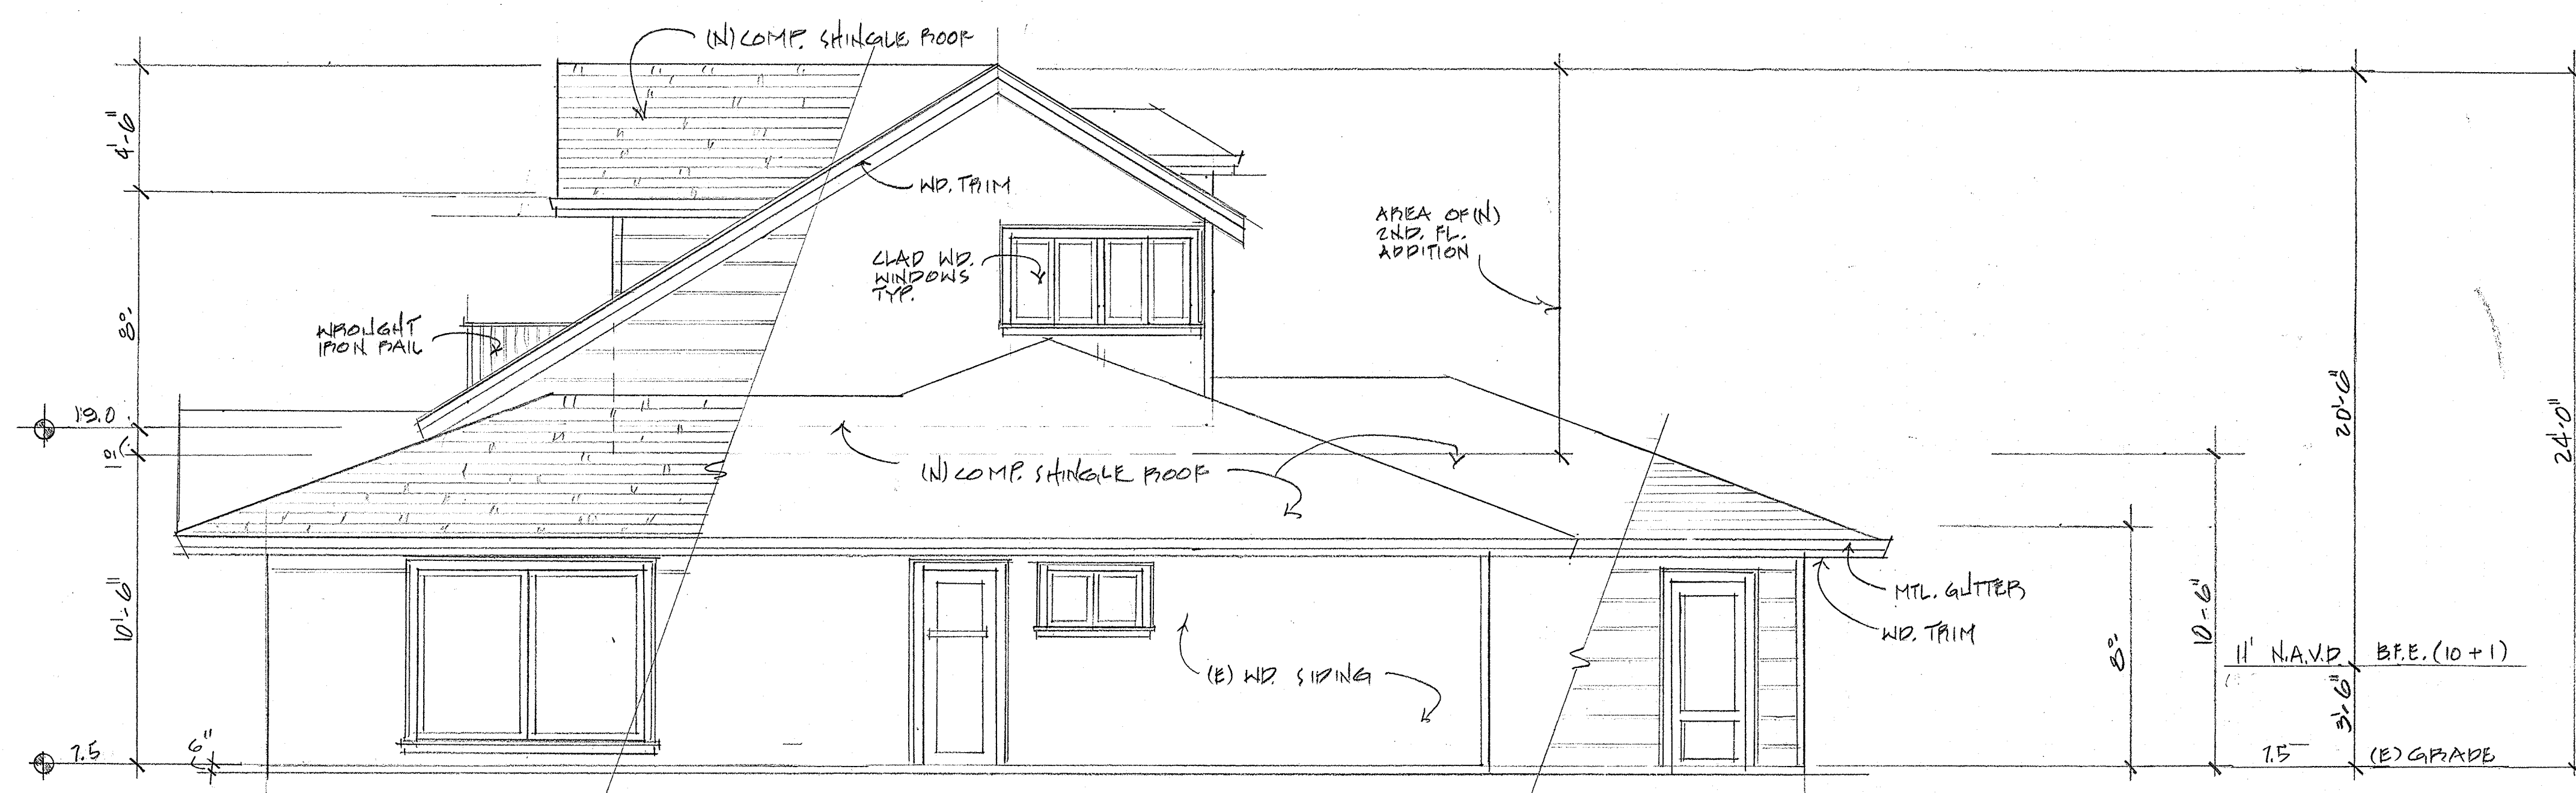 (N) COMP. SHINGLE ROOF
4'-6"
WD. TRIM
AREA OF (N)
2ND. FL.
ADDITION
CLAD WD.
WINDOWS
TYP.
8°.
WROUGHT
IRON RAIL
19.0
1°.
(N) COMP. SHINGLE ROOF
20'-6"
24'-0"
10'-6"
10'-6"
MTL. GUTTER
WD. TRIM
8°.
11' N.A.V.D.
B.F.E. (10 + 1)
(E) WD. SIDING
3'-6"
7.5
6"
7.5
(E) GRADE